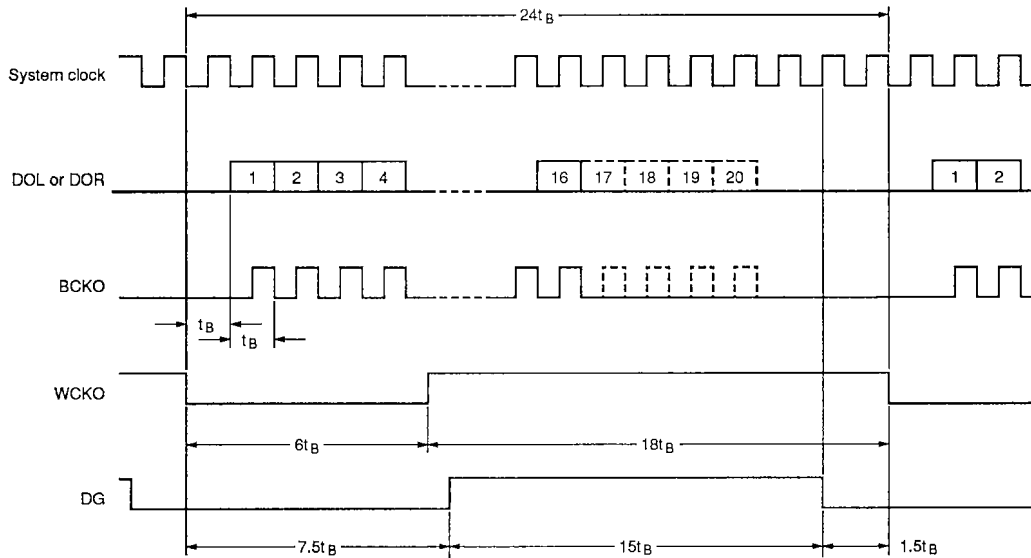 24tB
System clock
DOL or DOR
1 2 3 4 16 17 18 19 20 1 2
BCKO
tB
tB
WCKO
6tB 18tB
DG
7.5tB 15tB 1.5tB